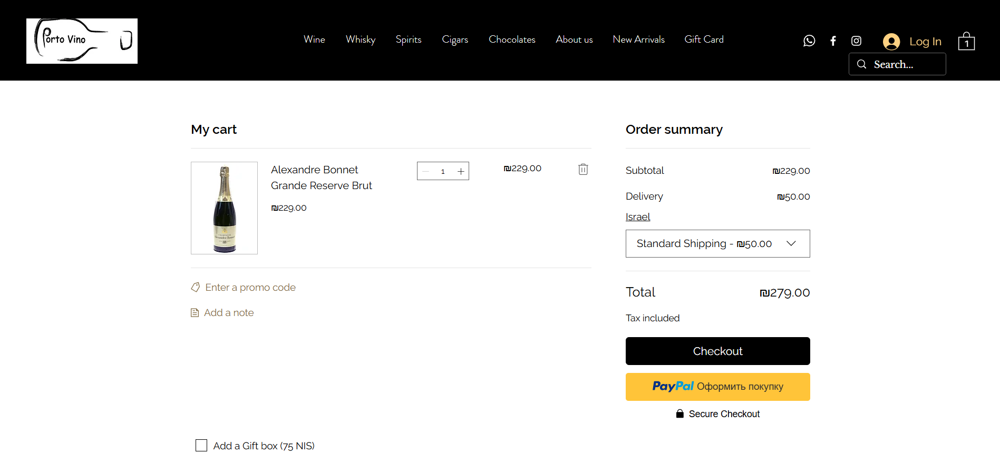 Porto Vino
Wine
Whisky
Spirits
Cigars
Chocolates
About us
New Arrivals
Gift Card
Log In
1
Search...
My cart
Alexandre Bonnet
Grande Reserve Brut
₪229.00
1
₪229.00
Enter a promo code
Add a note
Add a Gift box (75 NIS)
Order summary
Subtotal ₪229.00
Delivery ₪50.00
Israel
Standard Shipping - ₪50.00
Total ₪279.00
Tax included
Checkout
PayPal Оформить покупку
Secure Checkout